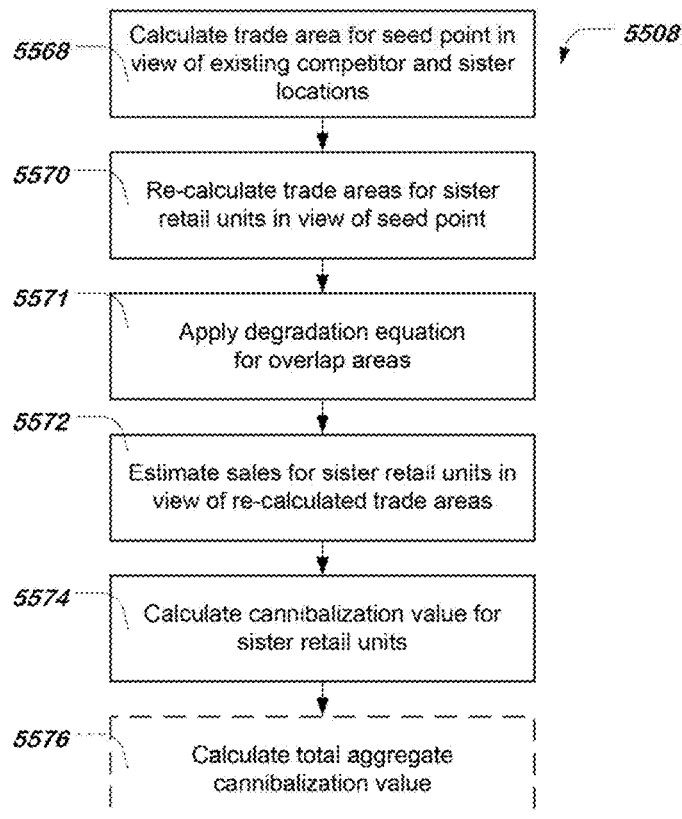 5508
5568
Calculate trade area for seed point in
view of existing competitor and sister
locations
5570
Re-calculate trade areas for sister
retail units in view of seed point
5571
Apply degradation equation
for overlap areas
5572
Estimate sales for sister retail units in
view of re-calculated trade areas
5574
Calculate cannibalization value for
sister retail units
5576
Calculate total aggregate
cannibalization value